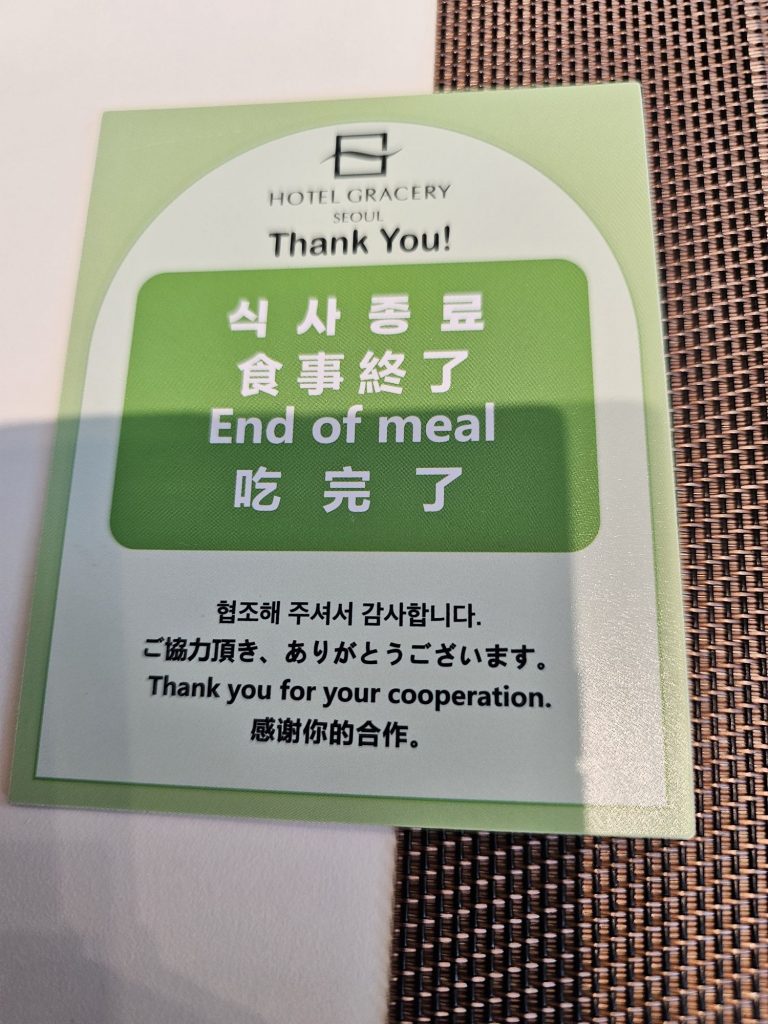 HOTEL GRACERY
SEOUL
Thank You!
식사종료
食事終了
End of meal
吃完了
협조해 주셔서 감사합니다.
ご協力頂き、ありがとうございます。
Thank you for your cooperation.
感谢你的合作。